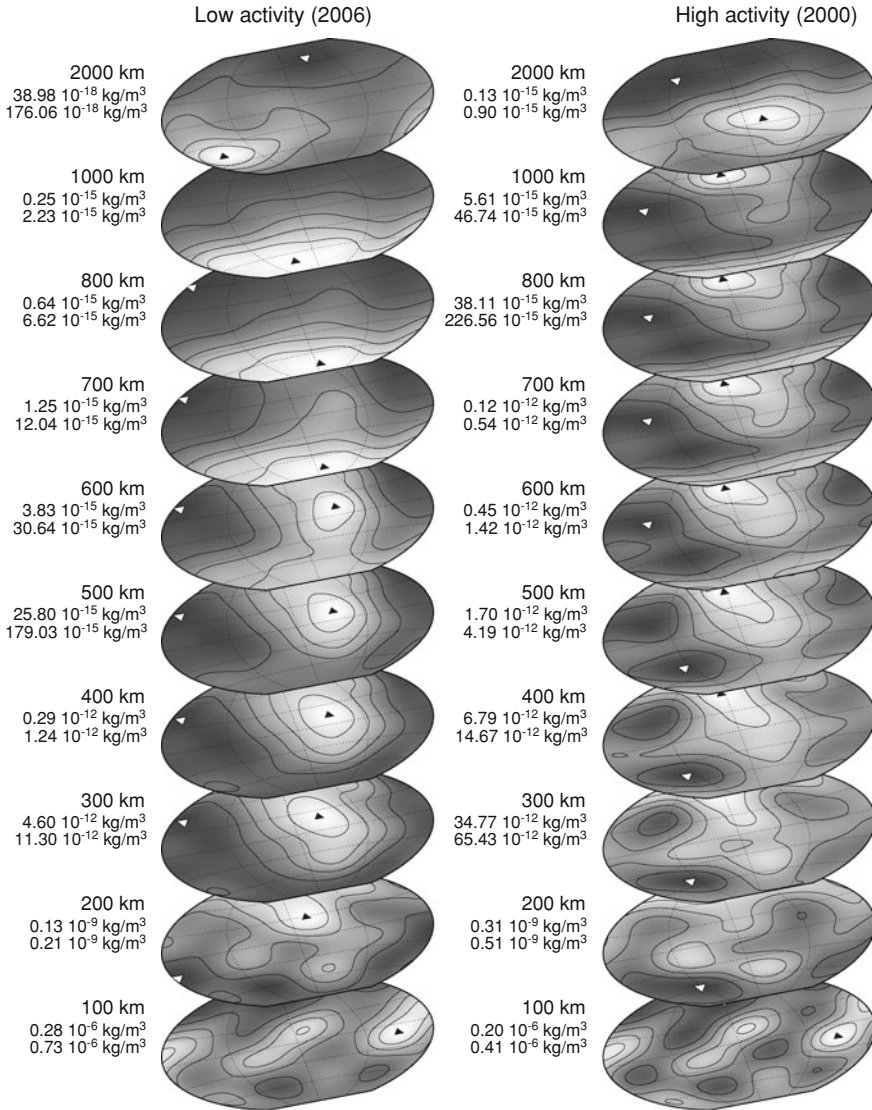 Low activity (2006)
2000 km
38.98 10⁻¹⁸ kg/m³
176.06 10⁻¹⁸ kg/m³
1000 km
0.25 10⁻¹⁵ kg/m³
2.23 10⁻¹⁵ kg/m³
800 km
0.64 10⁻¹⁵ kg/m³
6.62 10⁻¹⁵ kg/m³
700 km
1.25 10⁻¹⁵ kg/m³
12.04 10⁻¹⁵ kg/m³
600 km
3.83 10⁻¹⁵ kg/m³
30.64 10⁻¹⁵ kg/m³
500 km
25.80 10⁻¹⁵ kg/m³
179.03 10⁻¹⁵ kg/m³
400 km
0.29 10⁻¹² kg/m³
1.24 10⁻¹² kg/m³
300 km
4.60 10⁻¹² kg/m³
11.30 10⁻¹² kg/m³
200 km
0.13 10⁻⁹ kg/m³
0.21 10⁻⁹ kg/m³
100 km
0.28 10⁻⁶ kg/m³
0.73 10⁻⁶ kg/m³
High activity (2000)
2000 km
0.13 10⁻¹⁵ kg/m³
0.90 10⁻¹⁵ kg/m³
1000 km
5.61 10⁻¹⁵ kg/m³
46.74 10⁻¹⁵ kg/m³
800 km
38.11 10⁻¹⁵ kg/m³
226.56 10⁻¹⁵ kg/m³
700 km
0.12 10⁻¹² kg/m³
0.54 10⁻¹² kg/m³
600 km
0.45 10⁻¹² kg/m³
1.42 10⁻¹² kg/m³
500 km
1.70 10⁻¹² kg/m³
4.19 10⁻¹² kg/m³
400 km
6.79 10⁻¹² kg/m³
14.67 10⁻¹² kg/m³
300 km
34.77 10⁻¹² kg/m³
65.43 10⁻¹² kg/m³
200 km
0.31 10⁻⁹ kg/m³
0.51 10⁻⁹ kg/m³
100 km
0.20 10⁻⁶ kg/m³
0.41 10⁻⁶ kg/m³